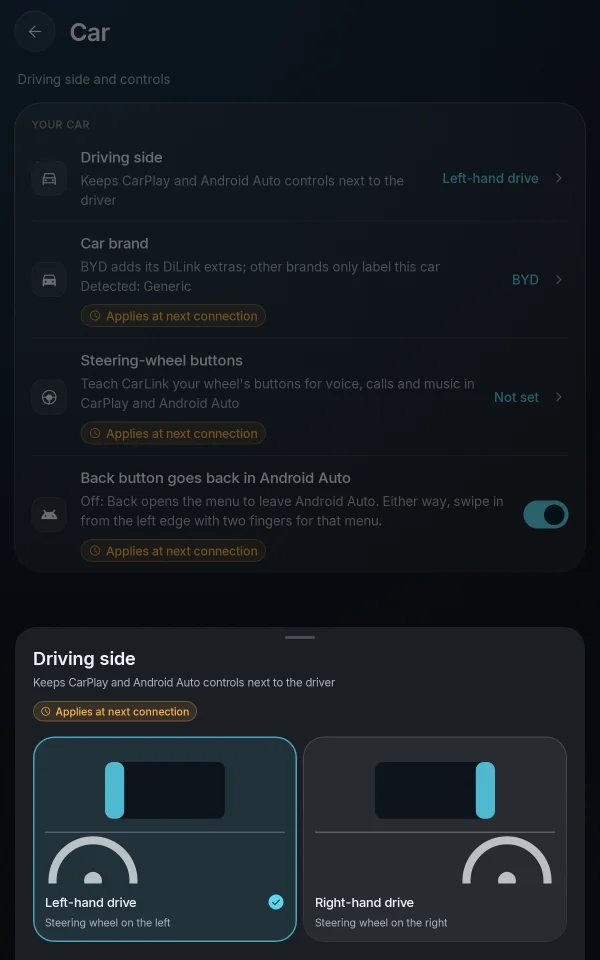 Car
Driving side and controls
YOUR CAR
Driving side
Keeps CarPlay and Android Auto controls next to the
driver
Left-hand drive
Car brand
BYD adds its DiLink extras; other brands only label this car
Detected: Generic
BYD
Applies at next connection
Steering-wheel buttons
Teach CarLink your wheel's buttons for voice, calls and music in
CarPlay and Android Auto
Not set
Applies at next connection
Back button goes back in Android Auto
Off: Back opens the menu to leave Android Auto. Either way, swipe in
from the left edge with two fingers for that menu.
Applies at next connection
Driving side
Keeps CarPlay and Android Auto controls next to the driver
Applies at next connection
Left-hand drive
Steering wheel on the left
Right-hand drive
Steering wheel on the right